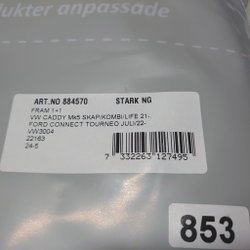 dukter anpassade
ART.NO 884570 STARK NG
FRAM 1+1
VW CADDY Mk5 SKAP/KOMBI/LIFE 21-.
FORD CONNECT TOURNEO JULI/22-
VW3004
22163
24-5
7 332263 127495
853